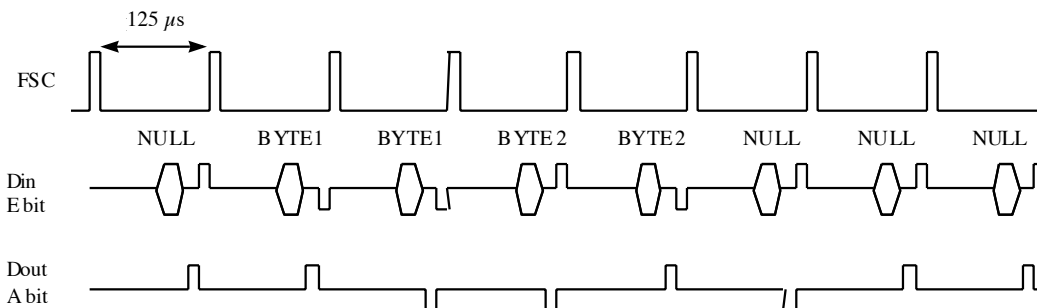 125 µs
FSC
NULL BYTE1 BYTE1 BYTE2 BYTE2 NULL NULL NULL
Din
E bit
Dout
A bit